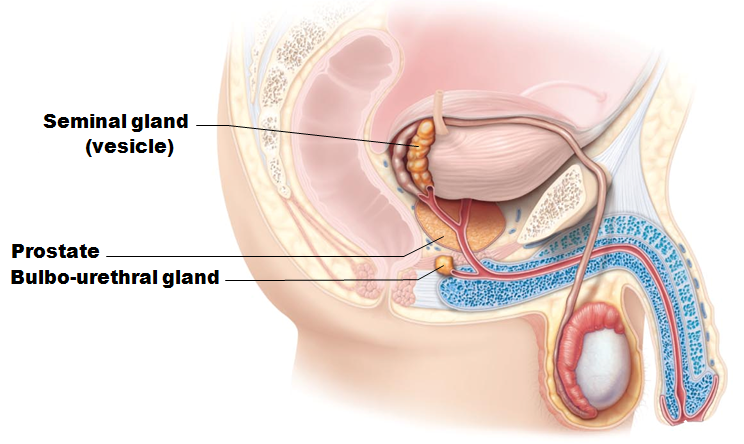 Seminal gland
(vesicle)
Prostate
Bulbo-urethral gland